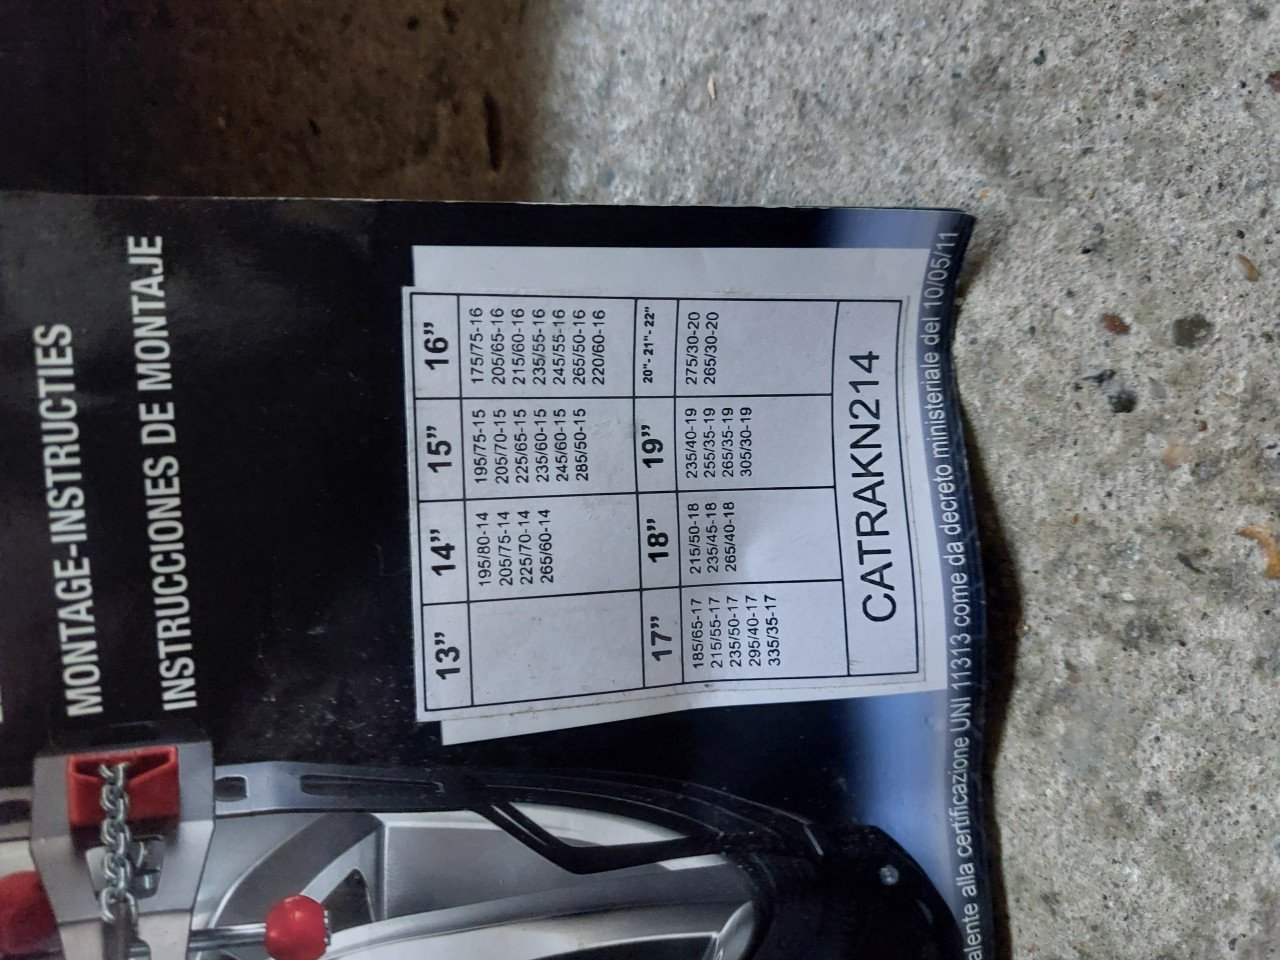 MONTAGE-INSTRUCTIES
INSTRUCCIONES DE MONTAJE
13” 14” 15” 16”
195/80-14 195/75-15 175/75-16
205/75-14 205/70-15 205/65-16
225/70-14 225/65-15 215/60-16
265/60-14 235/60-15 235/55-16
245/60-15 245/55-16
285/50-15 265/50-16
220/60-16
17” 18” 19” 20"- 21"- 22"
185/65-17 215/50-18 235/40-19 275/30-20
215/55-17 235/45-18 255/35-19 265/30-20
235/50-17 265/40-18 265/35-19
295/40-17 305/30-19
335/35-17
CATRAKN214
alente alla certificazione UNI 11313 come da decreto ministeriale del 10/05/11